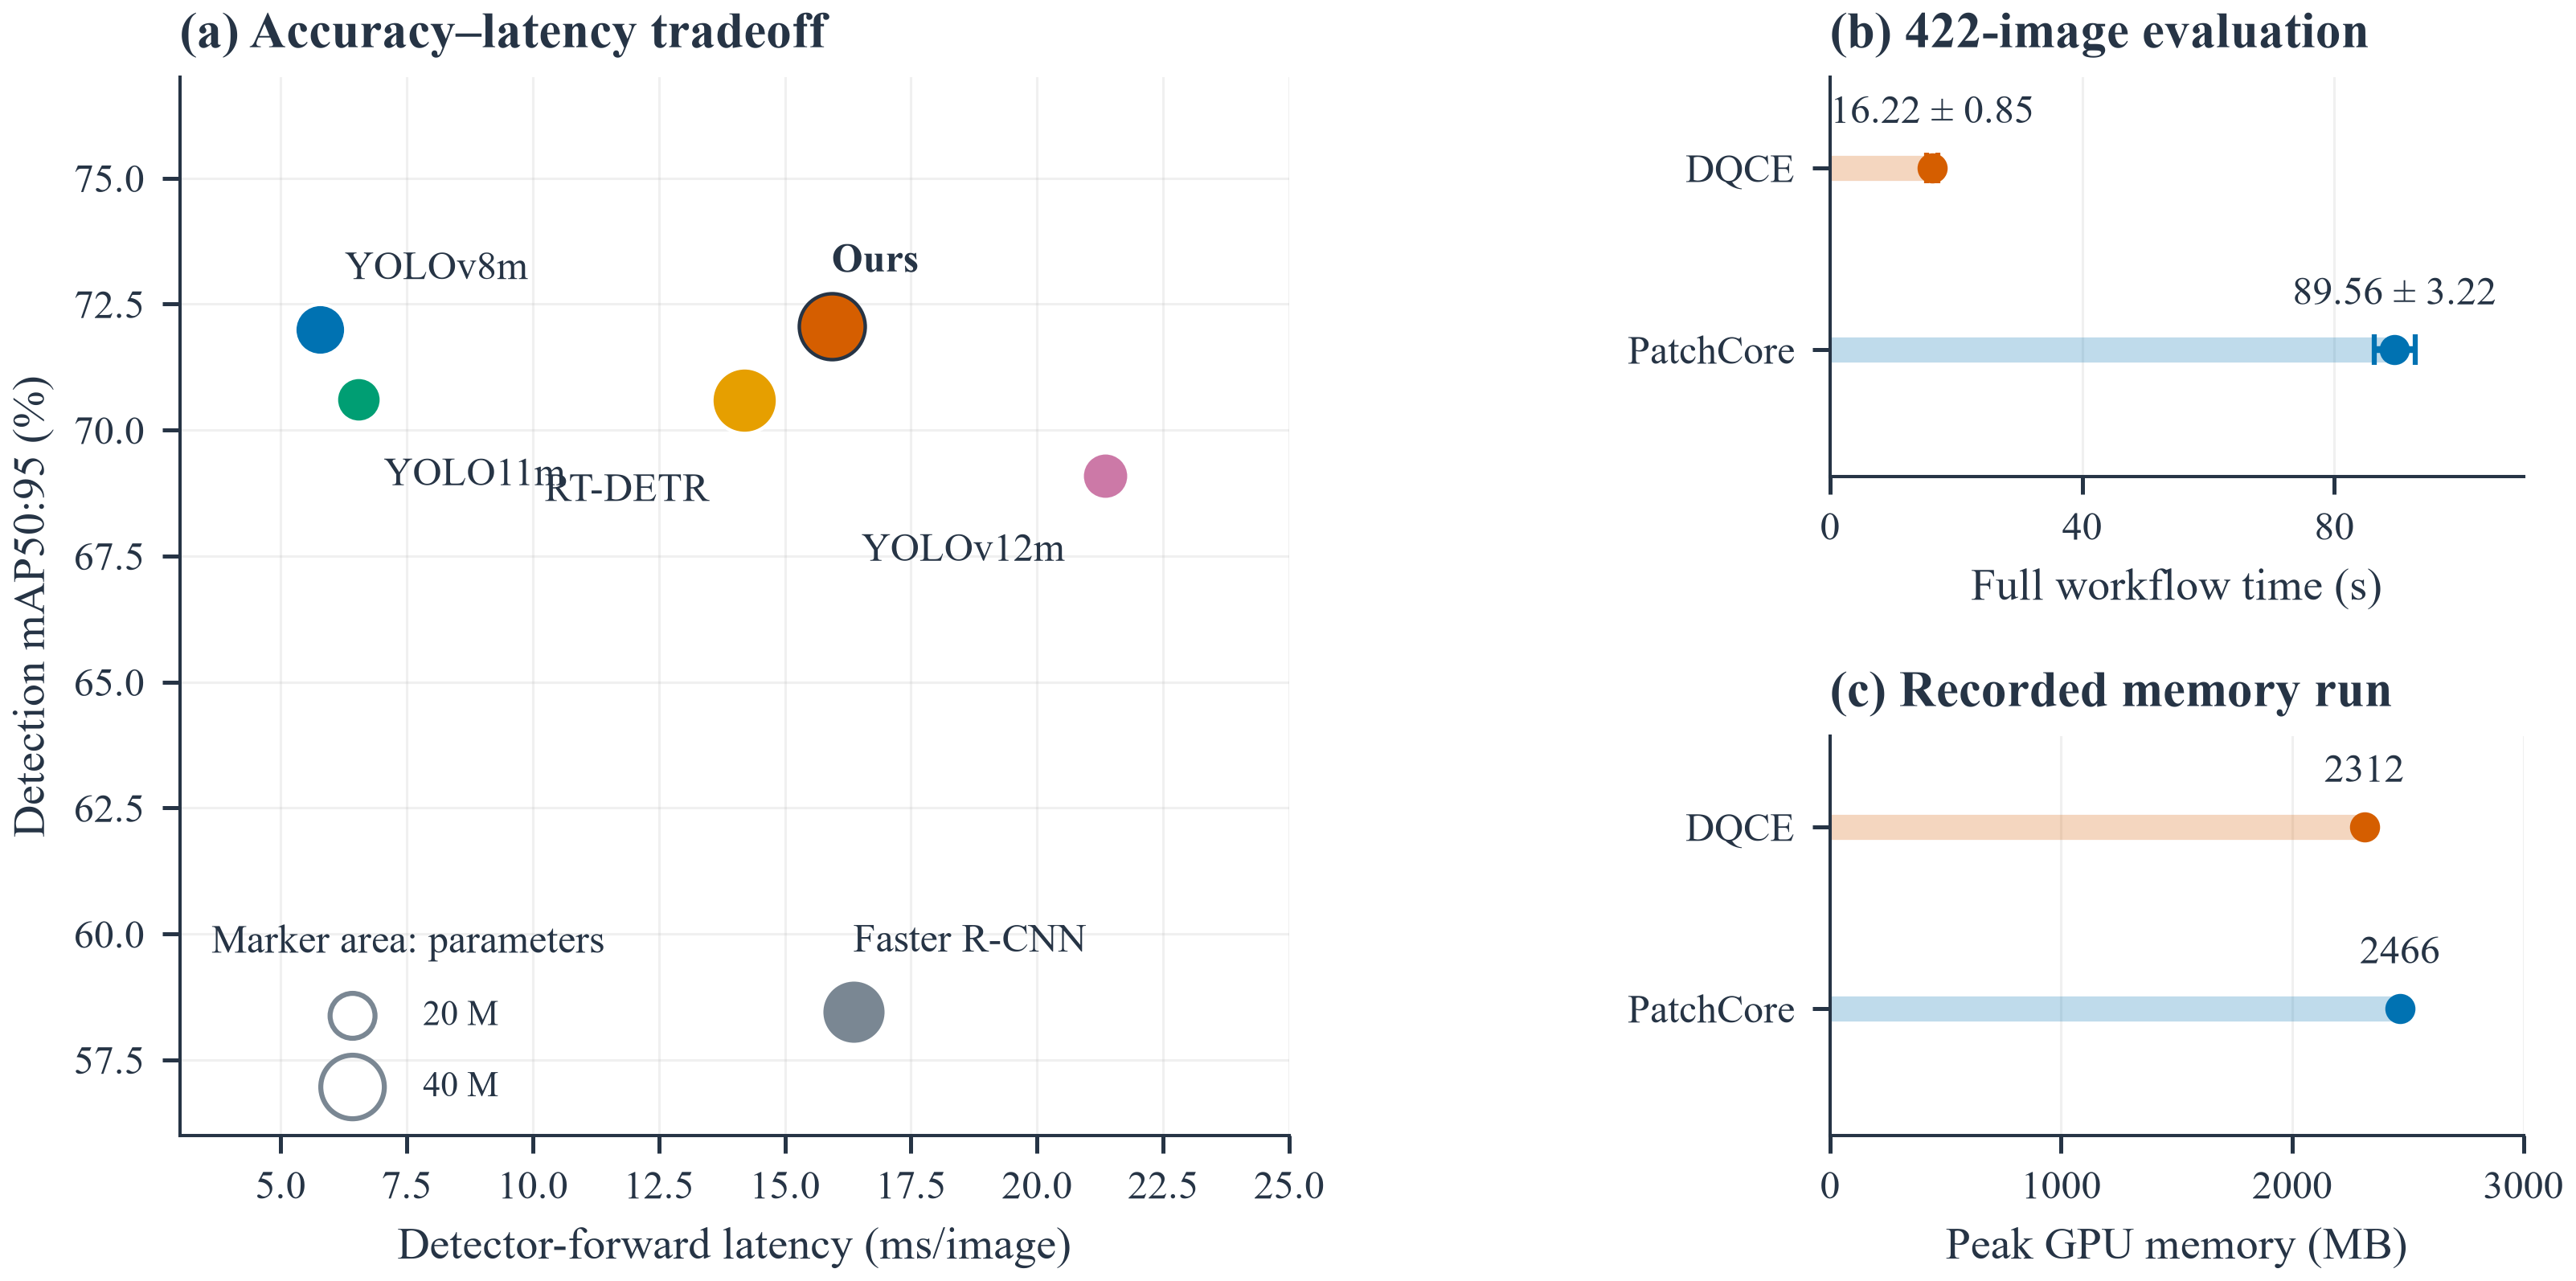 (a) Accuracy–latency tradeoff
Detection mAP50:95 (%)
75.0
72.5
70.0
67.5
65.0
62.5
60.0
57.5
YOLOv8m
Ours
YOLO11m
RT-DETR
YOLOv12m
Faster R-CNN
Marker area: parameters
20 M
40 M
5.0 7.5 10.0 12.5 15.0 17.5 20.0 22.5 25.0
Detector-forward latency (ms/image)
(b) 422-image evaluation
16.22 ± 0.85
DQCE
89.56 ± 3.22
PatchCore
0 40 80
Full workflow time (s)
(c) Recorded memory run
2312
DQCE
2466
PatchCore
0 1000 2000 3000
Peak GPU memory (MB)